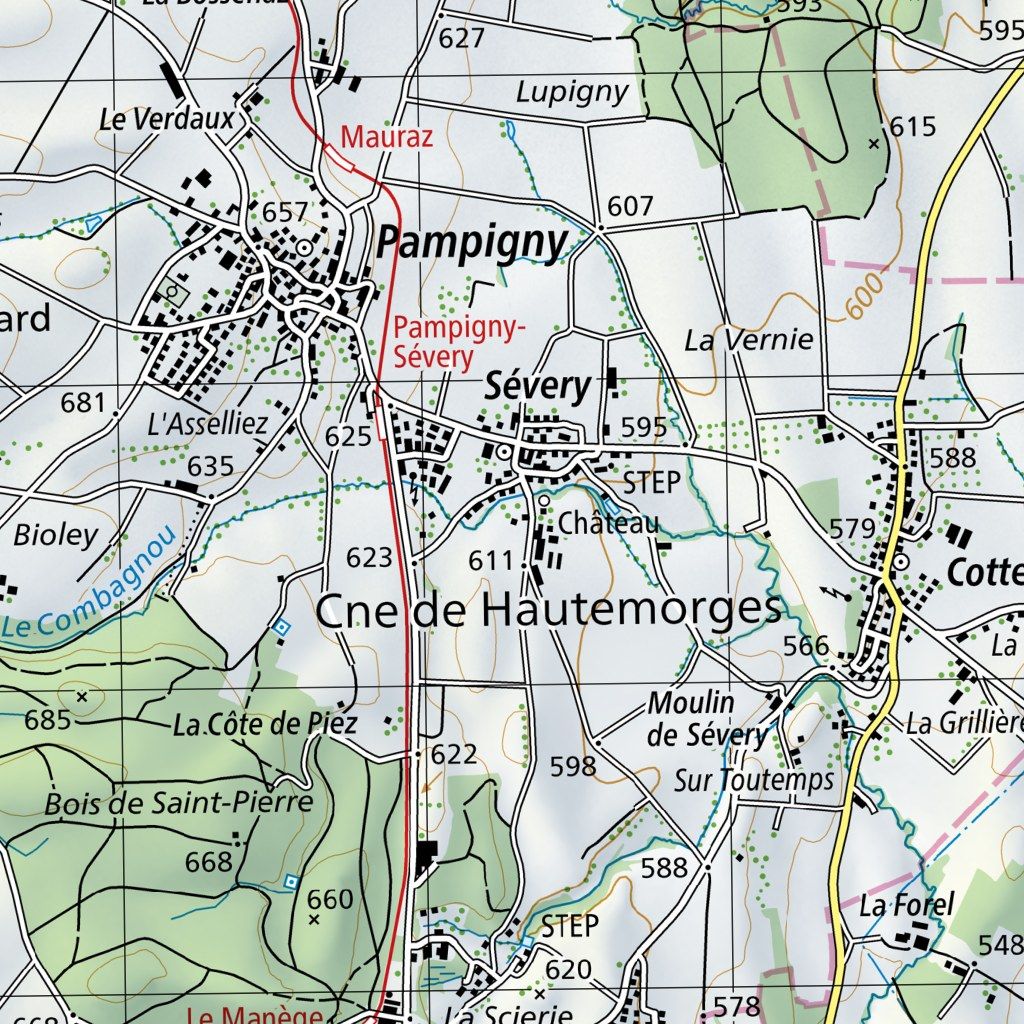 593
627
595
Lupigny
Le Verdaux
Mauraz
615
657
607
Pampigny
600
ard
Pampigny-
Sévery
La Vernie
Sévery
681
L'Asselliez
625
595
635
588
STEP
Bioley
Château
579
Le Combagnou
623
611
Cotte
Cne de Hautemorges
566
La
685
La Côte de Piez
Moulin
de Sévery
La Grillière
622
598
Sur Toutemps
Bois de Saint-Pierre
668
588
660
La Forel
STEP
548
620
578
668
Le Manège
La Scierie